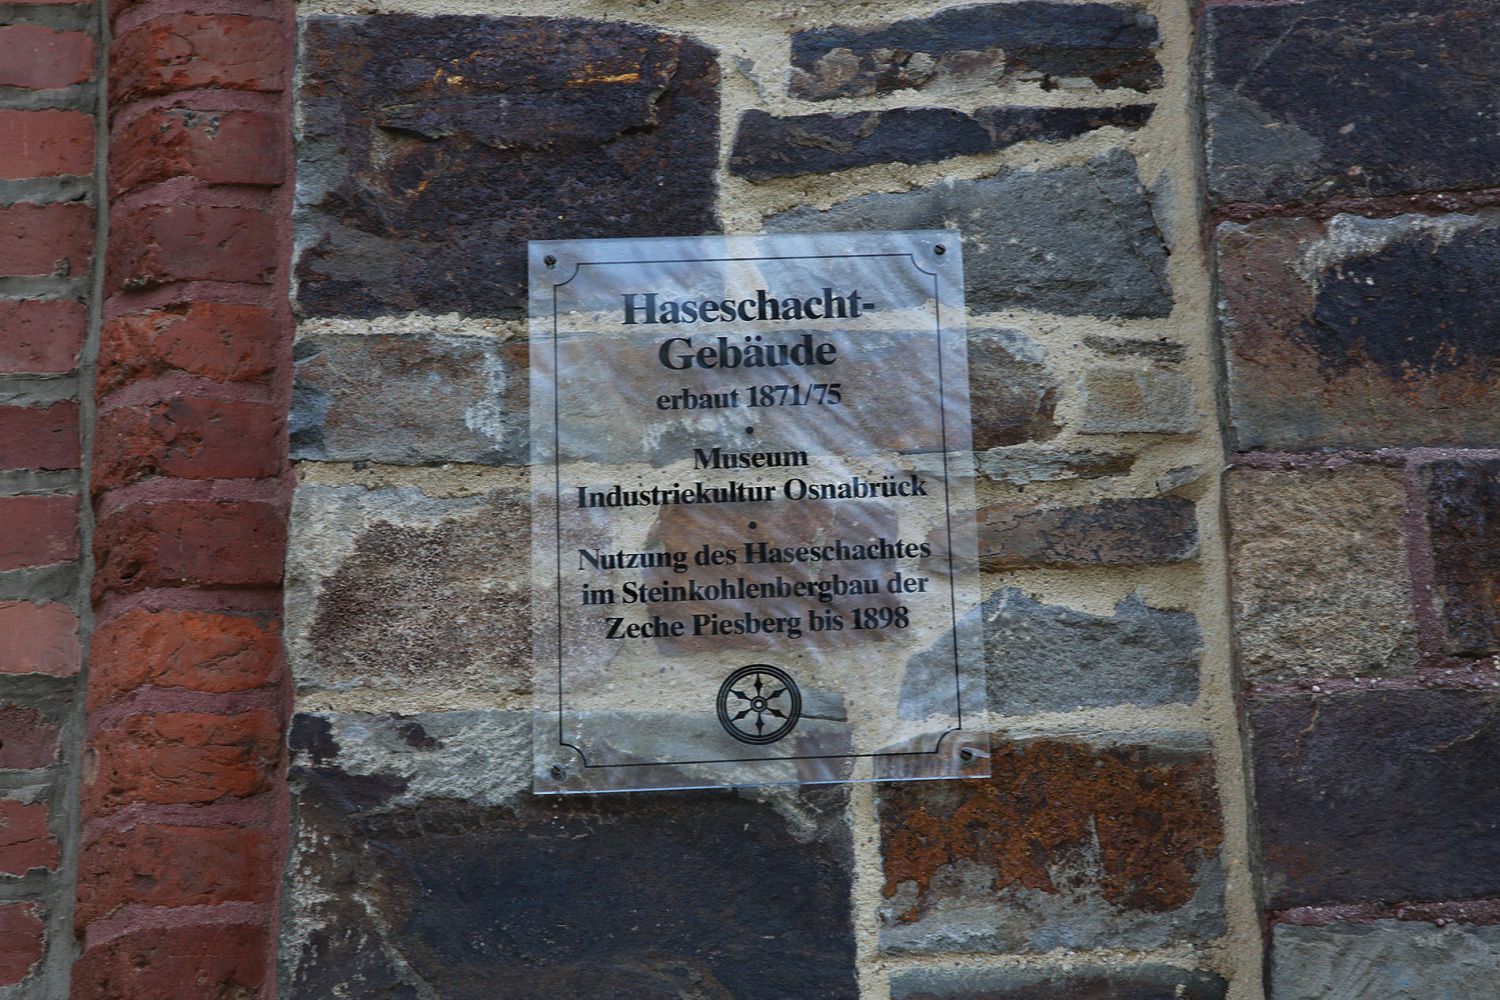 Haseschacht-
Gebäude
erbaut 1871/75
•
Museum
Industriekultur Osnabrück
•
Nutzung des Haseschachtes
im Steinkohlenbergbau der
Zeche Piesberg bis 1898